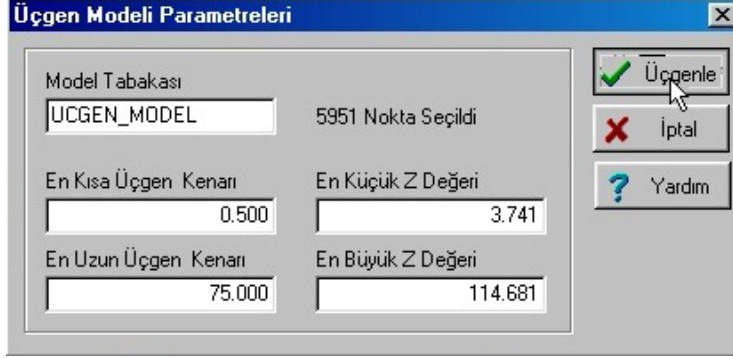 Üçgen Modeli Parametreleri
Model Tabakası
UCGEN_MODEL
5951 Nokta Seçildi
En Kısa Üçgen Kenarı
0.500
En Küçük Z Değeri
3.741
En Uzun Üçgen Kenarı
75.000
En Büyük Z Değeri
114.681
Üçgenle
İptal
Yardım